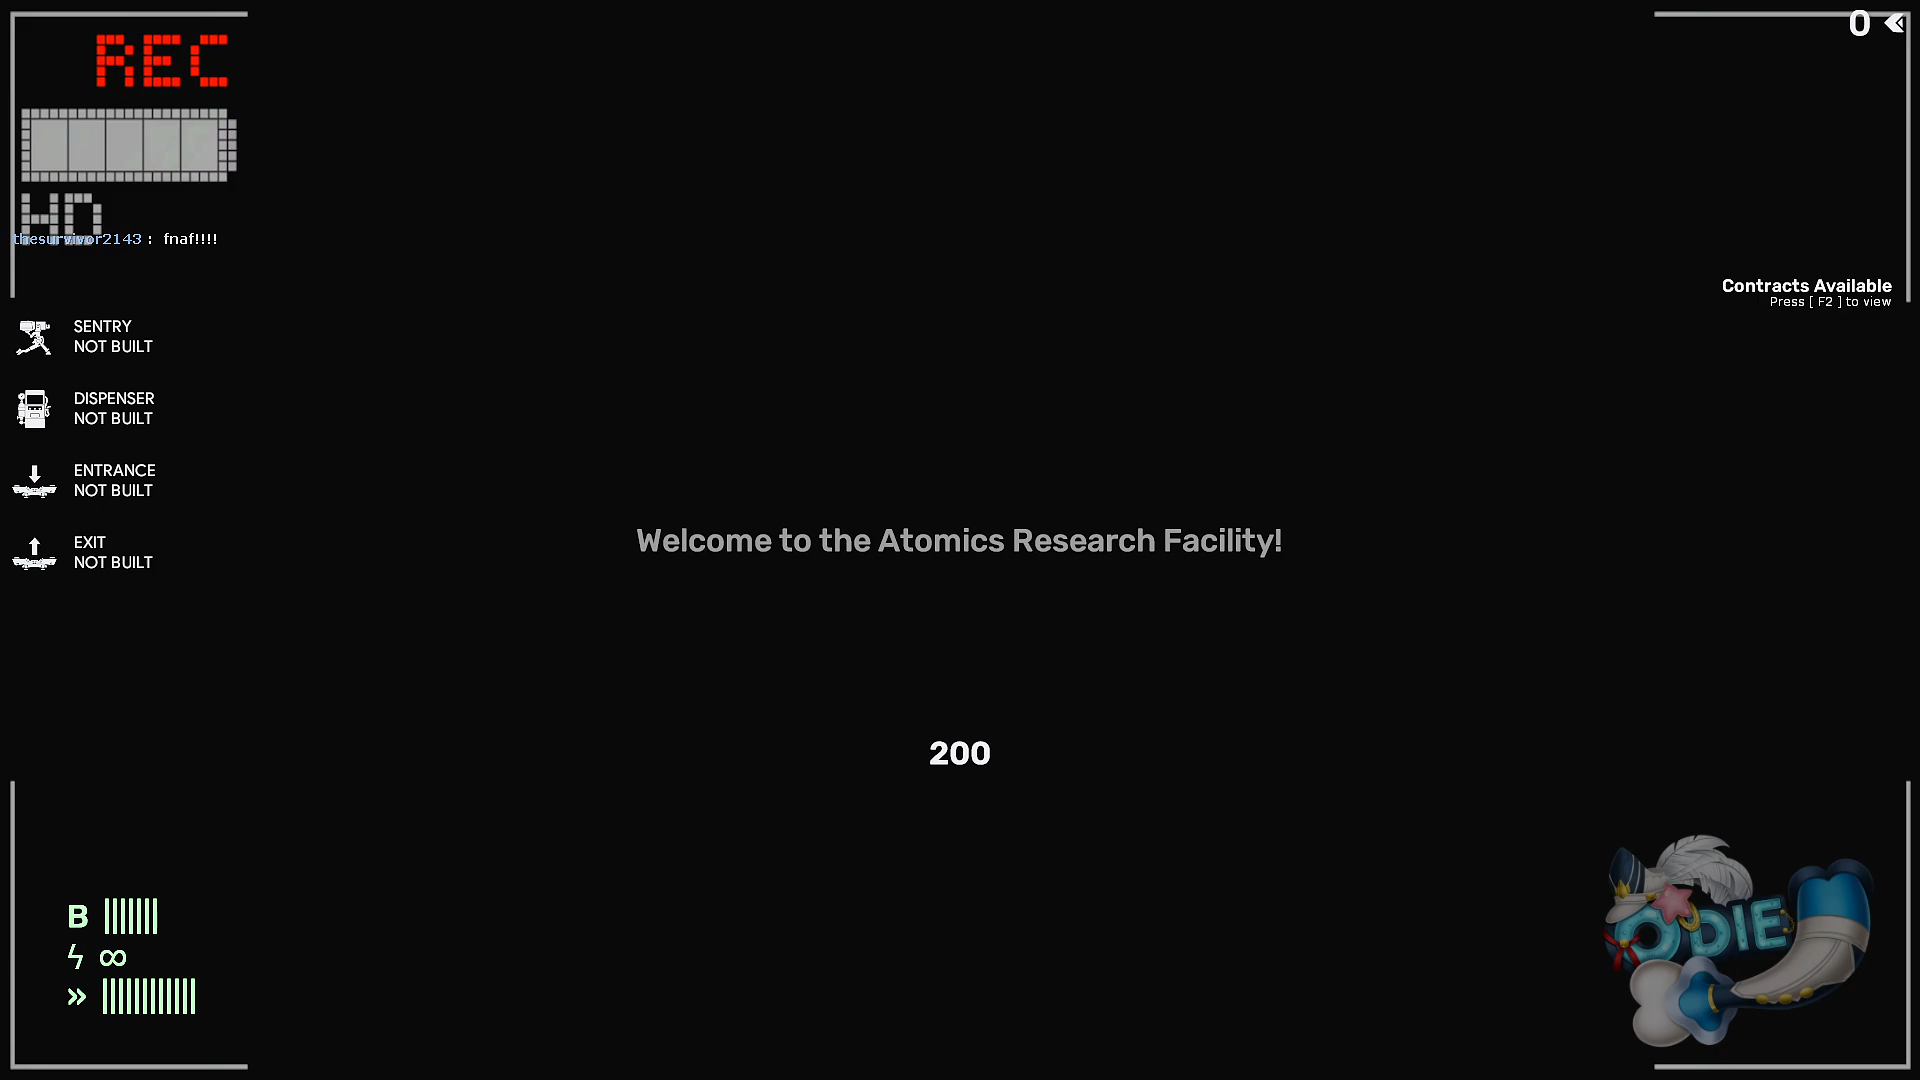 REC
0
HD
thesurvivor2143 : fnaf!!!!
Contracts Available
Press [ F2 ] to view
SENTRY
NOT BUILT
DISPENSER
NOT BUILT
ENTRANCE
NOT BUILT
EXIT
NOT BUILT
Welcome to the Atomics Research Facility!
200
B
∞
»
ODIE